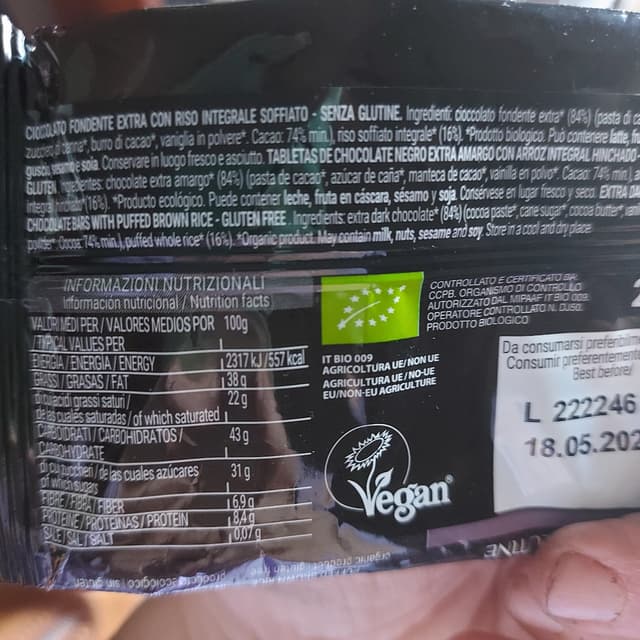 CIOCCOLATO FONDENTE EXTRA CON RISO INTEGRALE SOFFIATO - SENZA GLUTINE. Ingredienti: cioccolato fondente extra* (84%) (pasta di
zucchero di canna*, burro di cacao*, vaniglia in polvere*. Cacao: 74% min.), riso soffiato integrale* (16%). *Prodotto biologico. Può contenere latte,
guscio, sesamo e soia. Conservare in luogo fresco e asciutto. TABLETAS DE CHOCOLATE NEGRO EXTRA AMARGO CON ARROZ INTEGRAL HINCHADO
GLUTEN. Ingredientes: chocolate extra amargo* (84%) (pasta de cacao*, azúcar de caña*, manteca de cacao*, vainilla en polvo*. Cacao: 74% min.),
integral hinchado* (16%). *Producto ecológico. Puede contener leche, fruta en cáscara, sésamo y soja. Consérvese en lugar fresco y seco. EXTRA
CHOCOLATE BARS WITH PUFFED BROWN RICE - GLUTEN FREE. Ingredients: extra dark chocolate* (84%) (cocoa paste*, cane sugar*, cocoa butter*,
powder*. Cocoa: 74% min.), puffed whole rice* (16%). *Organic product. May contain milk, nuts, sesame and soy. Store in a cool and dry place.
INFORMAZIONI NUTRIZIONALI
Información nutricional / Nutrition facts
VALORI MEDI PER / VALORES MEDIOS POR 100g
/ TYPICAL VALUES PER
ENERGIA / ENERGÍA / ENERGY 2317 kJ / 557 kcal
GRASSI / GRASAS / FAT 38 g
di cui acidi grassi saturi / 22 g
de las cuales saturadas / of which saturated
CARBOIDRATI / CARBOHIDRATOS / 43 g
CARBOHYDRATE
di cui zuccheri / de las cuales azúcares 31 g
of which sugars
FIBRE / FIBRA / FIBER 6,9 g
PROTEINE / PROTEÍNAS / PROTEIN 8,4 g
SALE / SAL / SALT 0,07 g
IT BIO 009
AGRICOLTURA UE / NON UE
AGRICULTURA UE / NO-UE
EU/NON-EU AGRICULTURE
Vegan
CONTROLLATO E CERTIFICATO DA:
CCPB. ORGANISMO DI CONTROLLO
AUTORIZZATO DAL MIPAAF IT BIO 009.
OPERATORE CONTROLLATO N.
PRODOTTO BIOLOGICO
Da consumarsi
Consumir
Best before/
L 222246
18.05.202